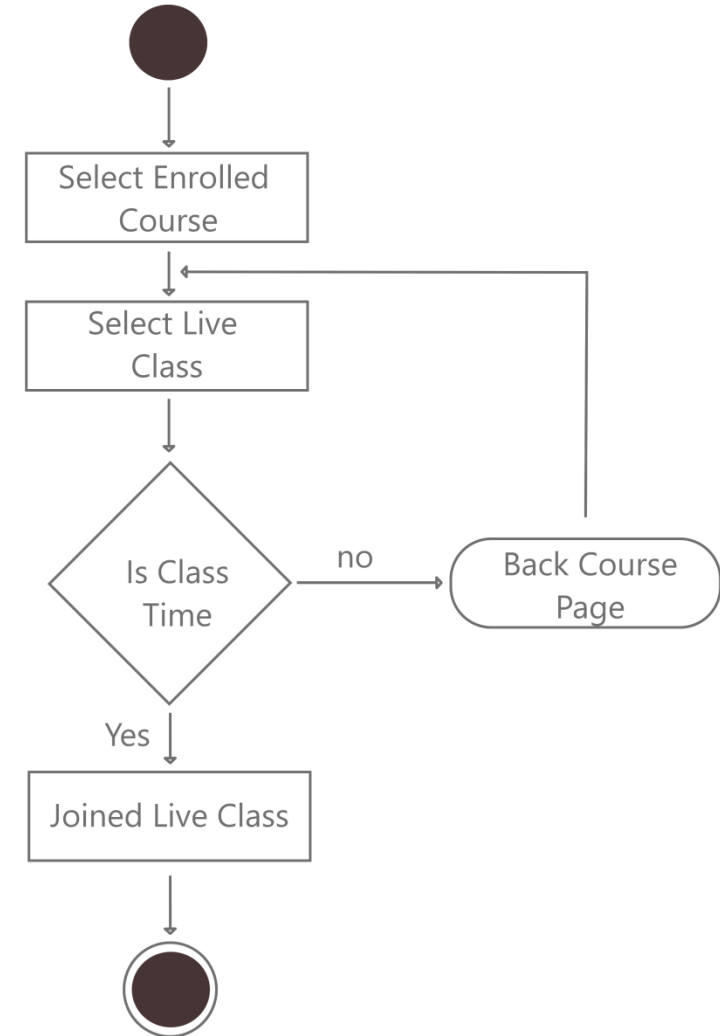 Select Enrolled
Course
Select Live
Class
Is Class
Time
no
Back Course
Page
Yes
Joined Live Class